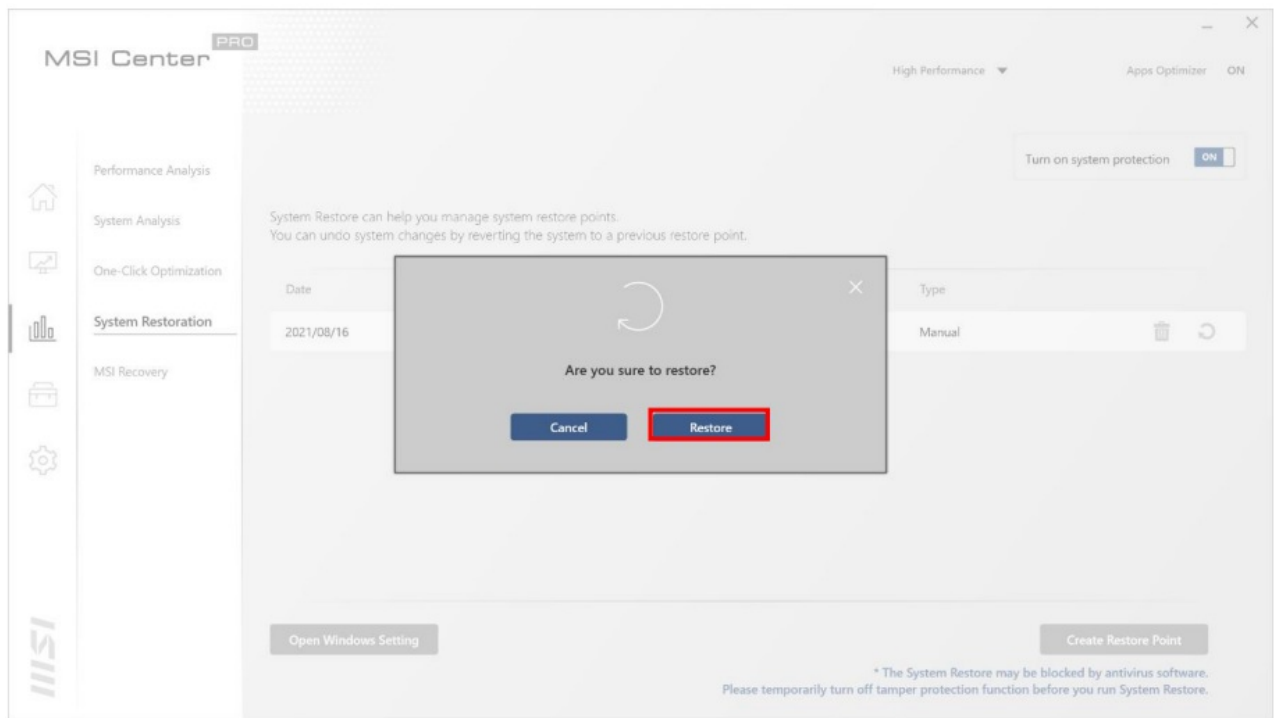 MSI Center PRO
High Performance
Apps Optimizer ON
Turn on system protection ON
Performance Analysis
System Analysis
One-Click Optimization
System Restoration
MSI Recovery
System Restore can help you manage system restore points.
You can undo system changes by reverting the system to a previous restore point.
Date Type
2021/08/16 Manual
Are you sure to restore?
Cancel Restore
Open Windows Setting
Create Restore Point
* The System Restore may be blocked by antivirus software.
Please temporarily turn off tamper protection function before you run System Restore.
MSI